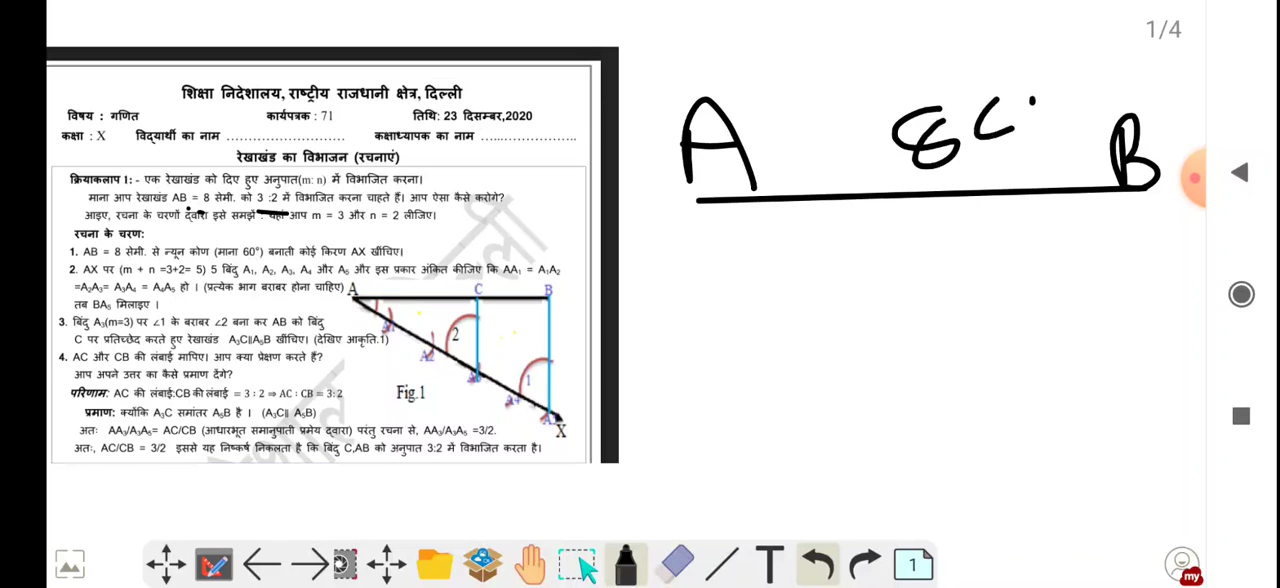 1/4
शिक्षा निदेशालय, राष्ट्रीय राजधानी क्षेत्र, दिल्ली
विषय : गणित कार्यपत्रक : 71 तिथि: 23 दिसम्बर,2020
कक्षा : X विद्यार्थी का नाम ........................... कक्षाध्यापक का नाम ........................
रेखाखंड का विभाजन (रचनाएं)
क्रियाकलाप 1: - एक रेखाखंड को दिए हुए अनुपात(m: n) में विभाजित करना।
माना आप रेखाखंड AB = 8 सेमी. को 3 :2 में विभाजित करना चाहते हैं। आप ऐसा कैसे करोगे?
आइए, रचना के चरणों द्वारा इसे समझें : यहां आप m = 3 और n = 2 लीजिए।
रचना के चरण:
1. AB = 8 सेमी. से न्यून कोण (माना 60°) बनाती कोई किरण AX खींचिए।
2. AX पर (m + n =3+2= 5) 5 बिंदु A₁, A₂, A₃, A₄ और A₅ और इस प्रकार अंकित कीजिए कि AA₁ = A₁A₂
=A₂A₃= A₃A₄ = A₄A₅ हो । (प्रत्येक भाग बराबर होना चाहिए)
तब BA₅ मिलाइए ।
3. बिंदु A₃(m=3) पर ∠1 के बराबर ∠2 बना कर AB को बिंदु
C पर प्रतिच्छेद करते हुए रेखाखंड A₃C||A₅B खींचिए। (देखिए आकृति.1)
4. AC और CB की लंबाई मापिए। आप क्या प्रेक्षण करते हैं?
आप अपने उत्तर का कैसे प्रमाण देंगे?
परिणाम: AC की लंबाई:CB की लंबाई = 3 : 2 ⇒ AC : CB = 3:2
प्रमाण: क्योंकि A₃C समांतर A₅B है । (A₃C|| A₅B)
अतः AA₃/A₃A₅= AC/CB (आधारभूत समानुपाती प्रमेय द्वारा) परंतु रचना से, AA₃/A₃A₅ =3/2.
अतः, AC/CB = 3/2 इससे यह निष्कर्ष निकलता है कि बिंदु C,AB को अनुपात 3:2 में विभाजित करता है।
A C B
A1 2
A2
A3 1
A4
A5
X
Fig.1
A 8 C. B
T
1
my